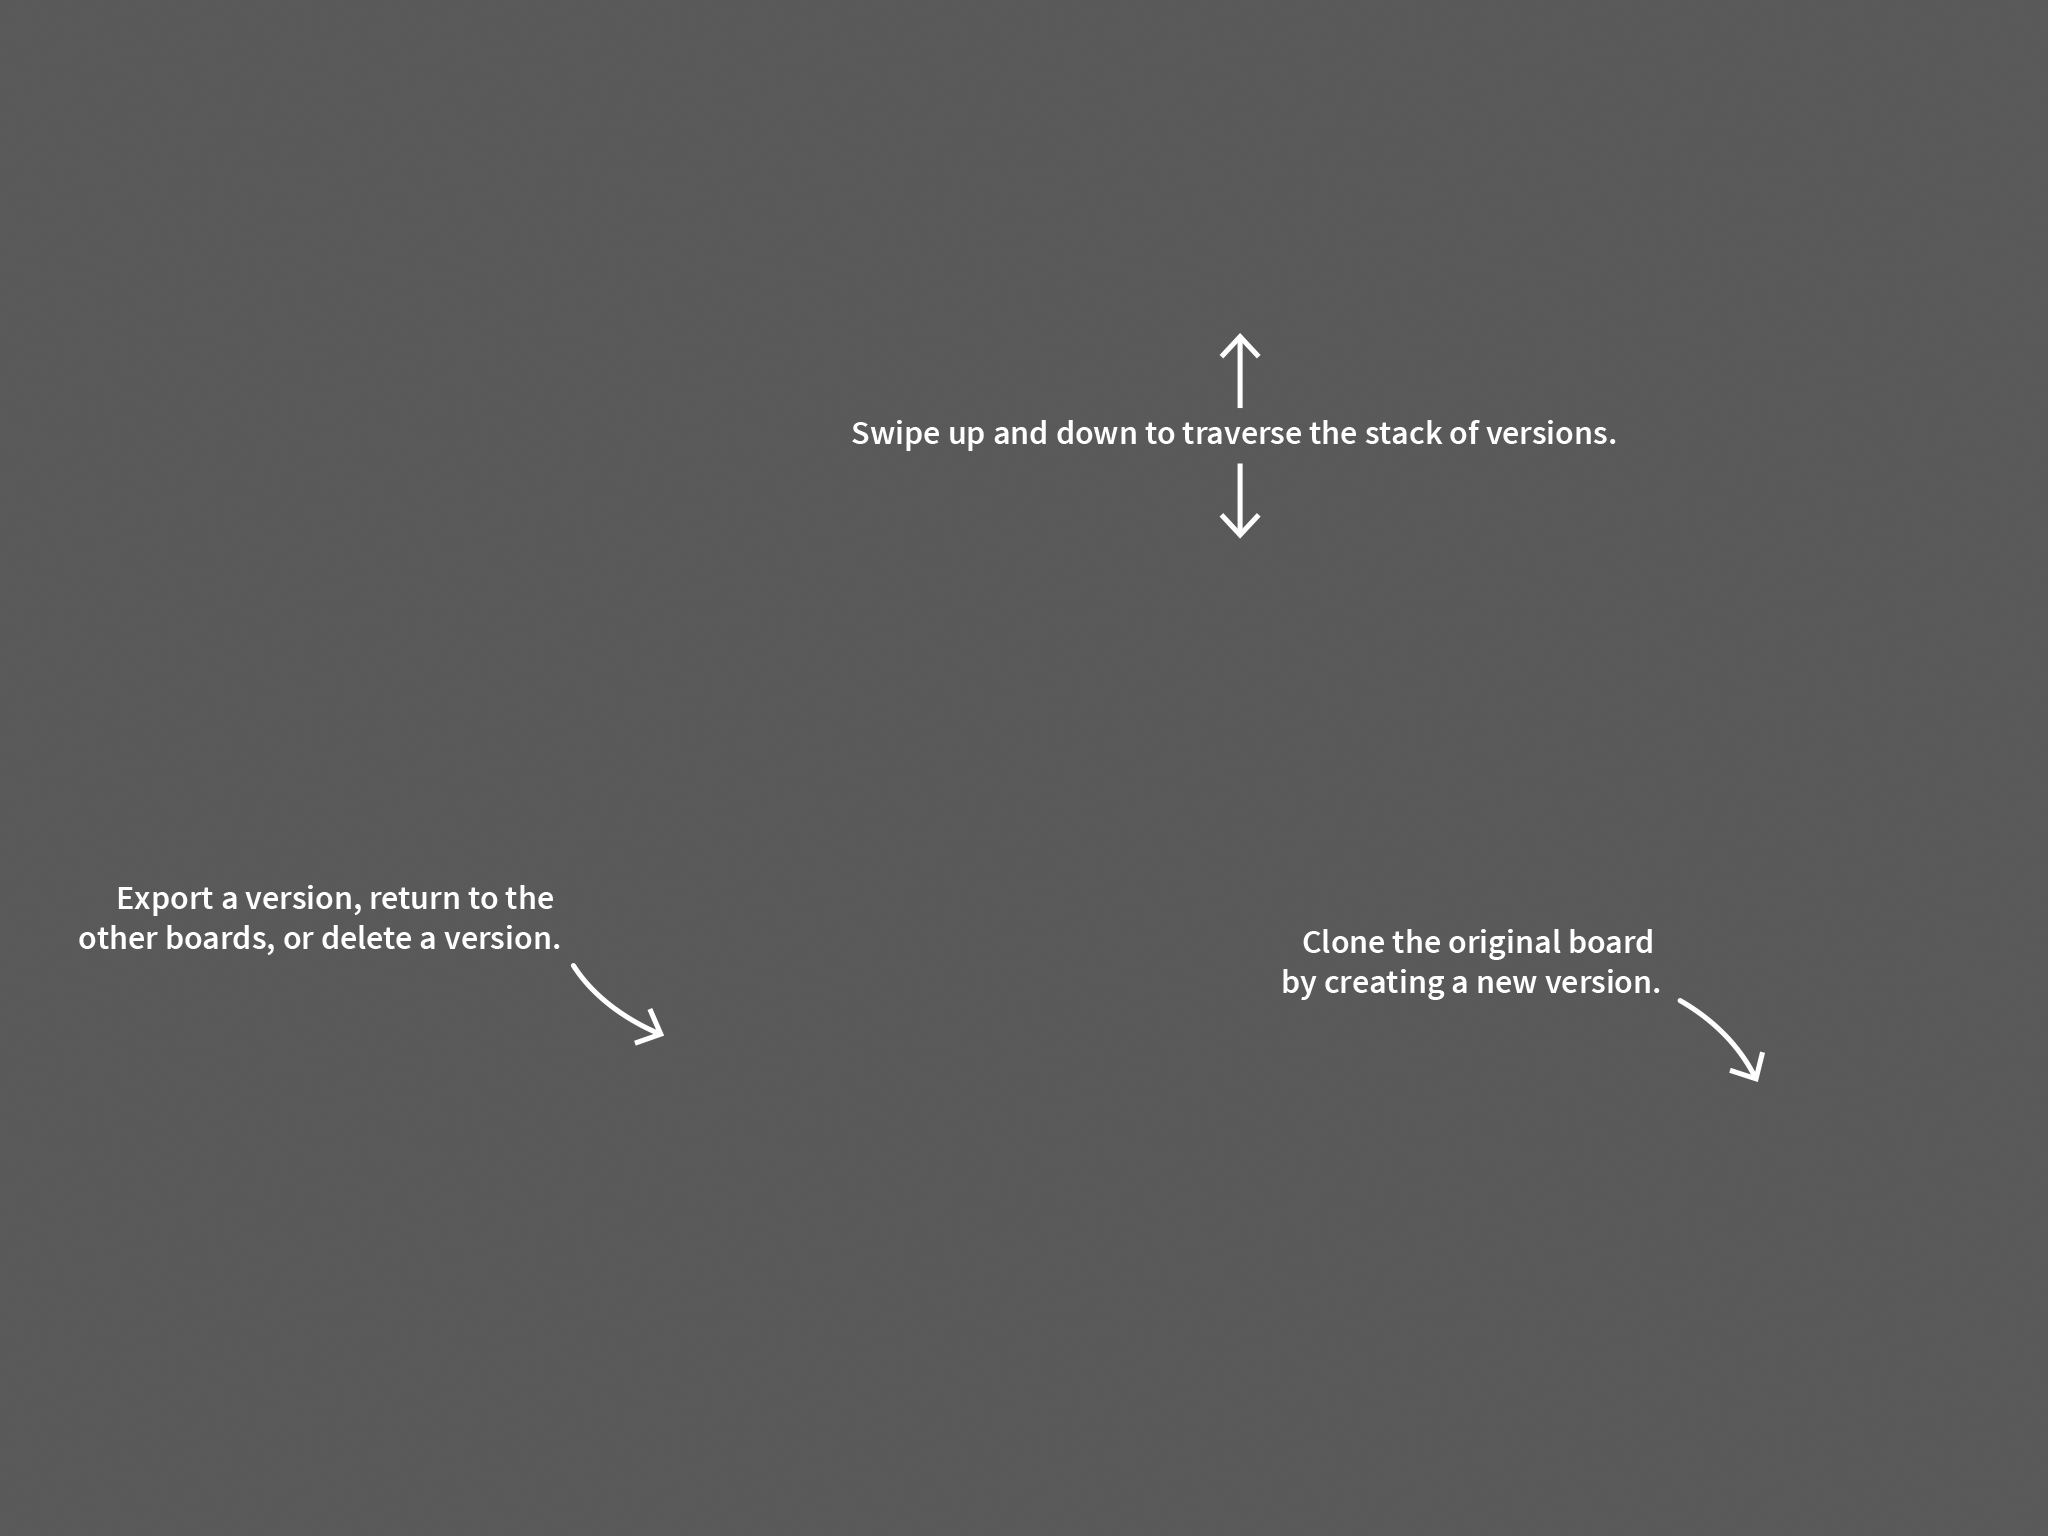 Swipe up and down to traverse the stack of versions.
Export a version, return to the
other boards, or delete a version.
Clone the original board
by creating a new version.